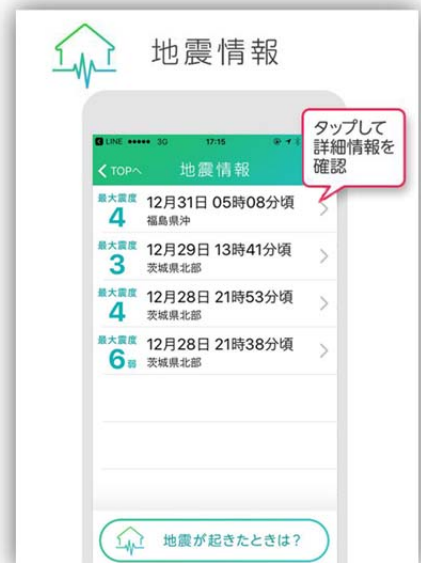 地震情報
タップして
詳細情報を
確認
LINE 3G 17:15
TOPへ 地震情報
最大震度
4
12月31日 05時08分頃
福島県沖
最大震度
3
12月29日 13時41分頃
茨城県北部
最大震度
4
12月28日 21時53分頃
茨城県北部
最大震度
6弱
12月28日 21時38分頃
茨城県北部
地震が起きたときは？